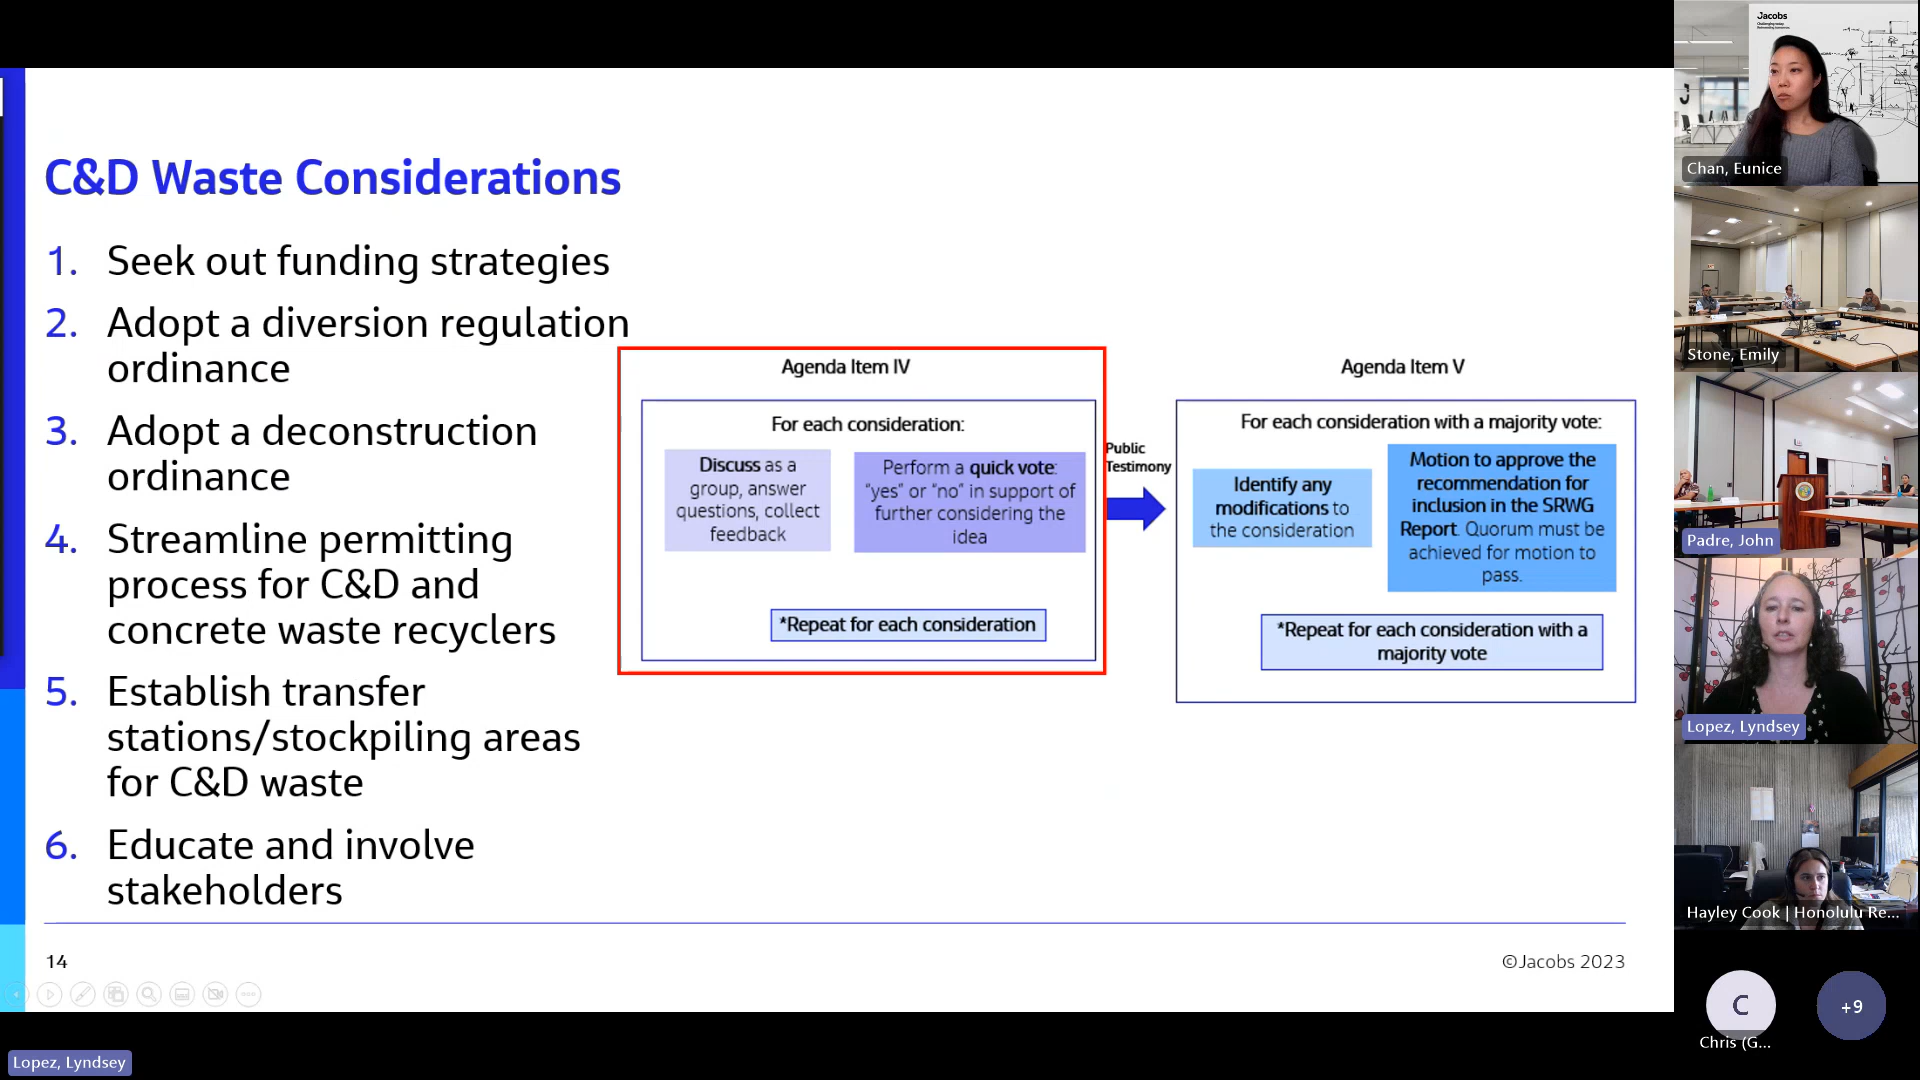 C&D Waste Considerations
1. Seek out funding strategies
2. Adopt a diversion regulation
ordinance
3. Adopt a deconstruction
ordinance
4. Streamline permitting
process for C&D and
concrete waste recyclers
5. Establish transfer
stations/stockpiling areas
for C&D waste
6. Educate and involve
stakeholders
Agenda Item IV
For each consideration:
Discuss as a
group, answer
questions, collect
feedback
Perform a quick vote:
“yes” or “no” in support of
further considering the
idea
*Repeat for each consideration
Public
Testimony
Agenda Item V
For each consideration with a majority vote:
Identify any
modifications to
the consideration
Motion to approve the
recommendation for
inclusion in the SRWG
Report. Quorum must be
achieved for motion to
pass.
*Repeat for each consideration with a
majority vote
14
©Jacobs 2023
Lopez, Lyndsey
Jacobs
Chan, Eunice
Stone, Emily
Padre, John
Lopez, Lyndsey
Hayley Cook | Honolulu Re...
C
+9
Chris (G...